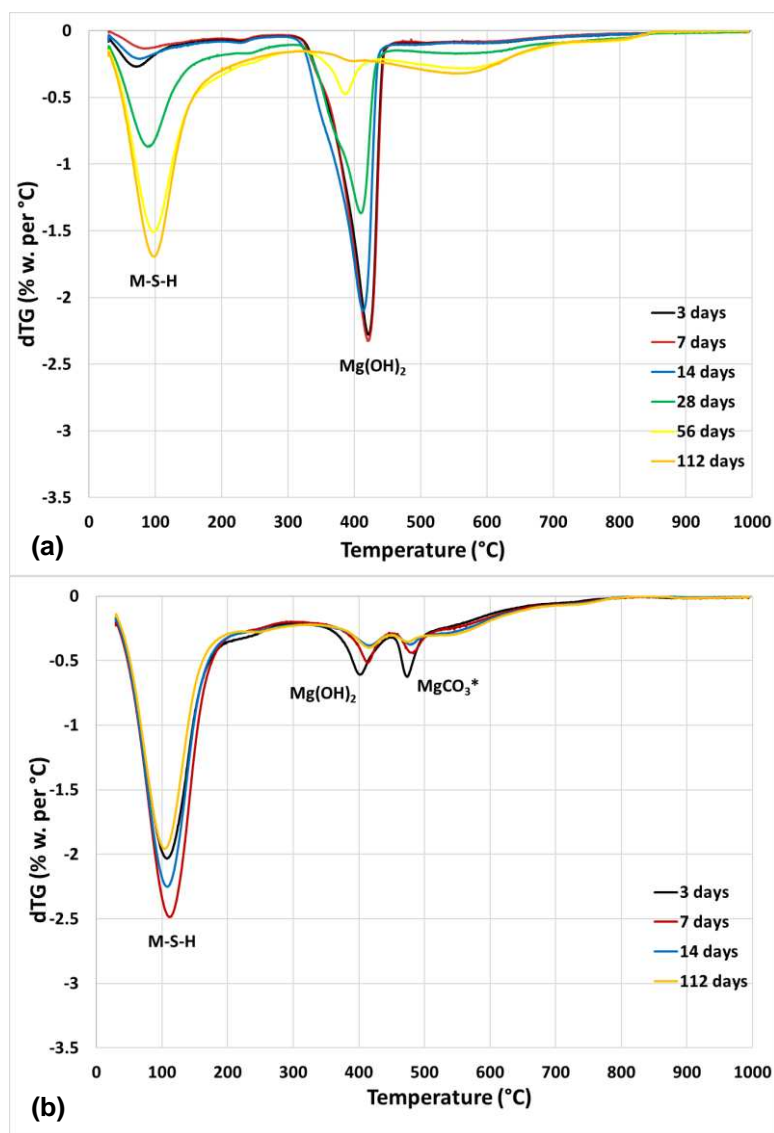 0
-0.5
-1
-1.5
-2
-2.5
-3
-3.5
dTG (% w. per °C)
M-S-H
Mg(OH)₂
3 days
7 days
14 days
28 days
56 days
112 days
0 100 200 300 400 500 600 700 800 900 1000
(a)
Temperature (°C)
0
-0.5
-1
-1.5
-2
-2.5
-3
-3.5
dTG (% w. per °C)
Mg(OH)₂
MgCO₃*
M-S-H
3 days
7 days
14 days
112 days
0 100 200 300 400 500 600 700 800 900 1000
(b)
Temperature (°C)